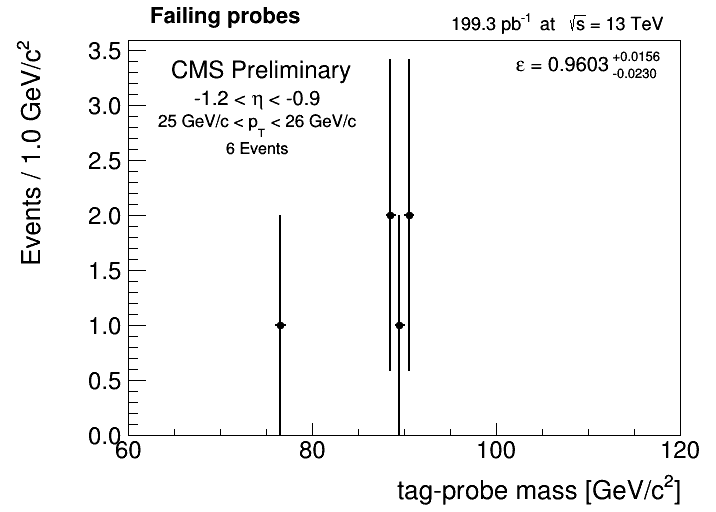 Failing probes
199.3 pb⁻¹ at √s = 13 TeV
CMS Preliminary
-1.2 < η < -0.9
25 GeV/c < p_T < 26 GeV/c
6 Events
ε = 0.9603 +0.0156 -0.0230
Events / 1.0 GeV/c²
3.5
3.0
2.5
2.0
1.5
1.0
0.5
0.0
60 80 100 120
tag-probe mass [GeV/c²]